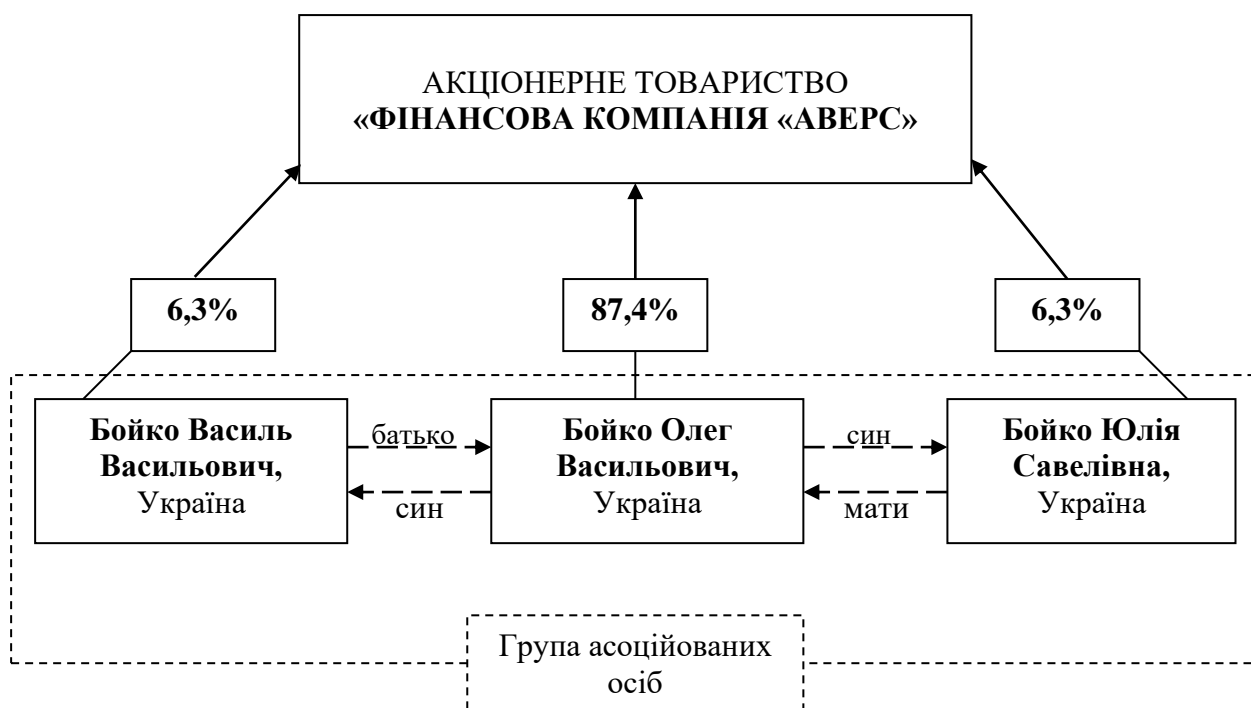 АКЦІОНЕРНЕ ТОВАРИСТВО
«ФІНАНСОВА КОМПАНІЯ «АВЕРС»
6,3%
87,4%
6,3%
Бойко Василь
Васильович,
Україна
батько
син
Бойко Олег
Васильович,
Україна
син
мати
Бойко Юлія
Савелівна,
Україна
Група асоційованих
осіб